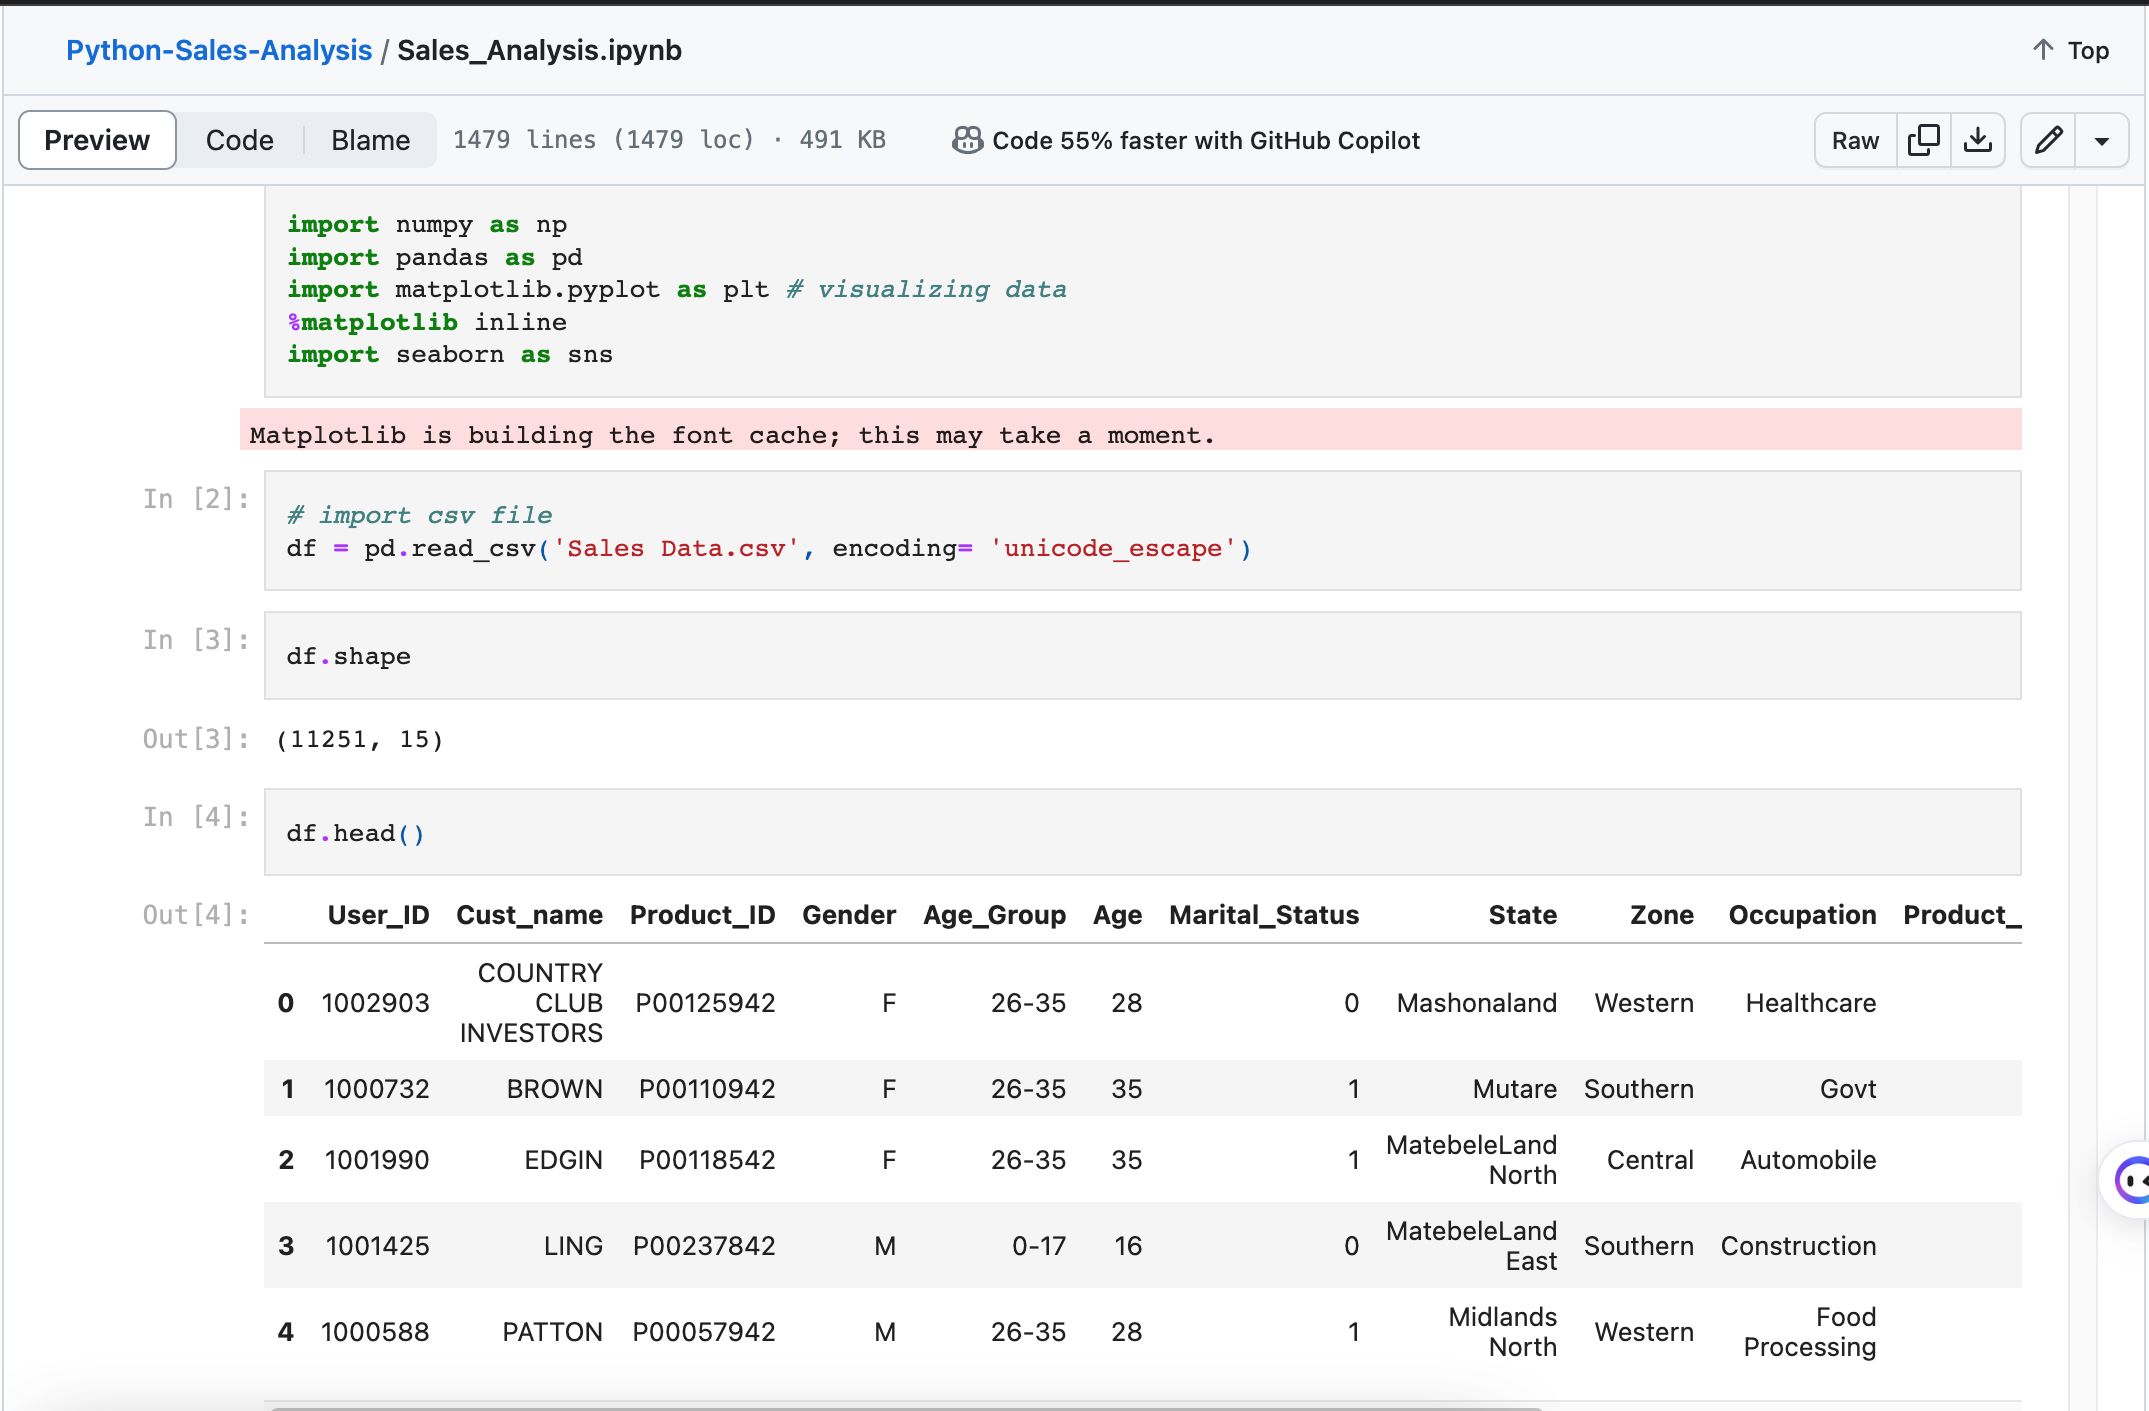 Python-Sales-Analysis / Sales_Analysis.ipynb
Top
Preview Code Blame 1479 lines (1479 loc) · 491 KB Code 55% faster with GitHub Copilot Raw
import numpy as np
import pandas as pd
import matplotlib.pyplot as plt # visualizing data
%matplotlib inline
import seaborn as sns
Matplotlib is building the font cache; this may take a moment.
In [2]:
# import csv file
df = pd.read_csv('Sales Data.csv', encoding= 'unicode_escape')
In [3]:
df.shape
Out[3]: (11251, 15)
In [4]:
df.head()
Out[4]:
User_ID Cust_name Product_ID Gender Age_Group Age Marital_Status State Zone Occupation Product_
0 1002903 COUNTRY CLUB INVESTORS P00125942 F 26-35 28 0 Mashonaland Western Healthcare
1 1000732 BROWN P00110942 F 26-35 35 1 Mutare Southern Govt
2 1001990 EDGIN P00118542 F 26-35 35 1 MatebeleLand North Central Automobile
3 1001425 LING P00237842 M 0-17 16 0 MatebeleLand East Southern Construction
4 1000588 PATTON P00057942 M 26-35 28 1 Midlands North Western Food Processing